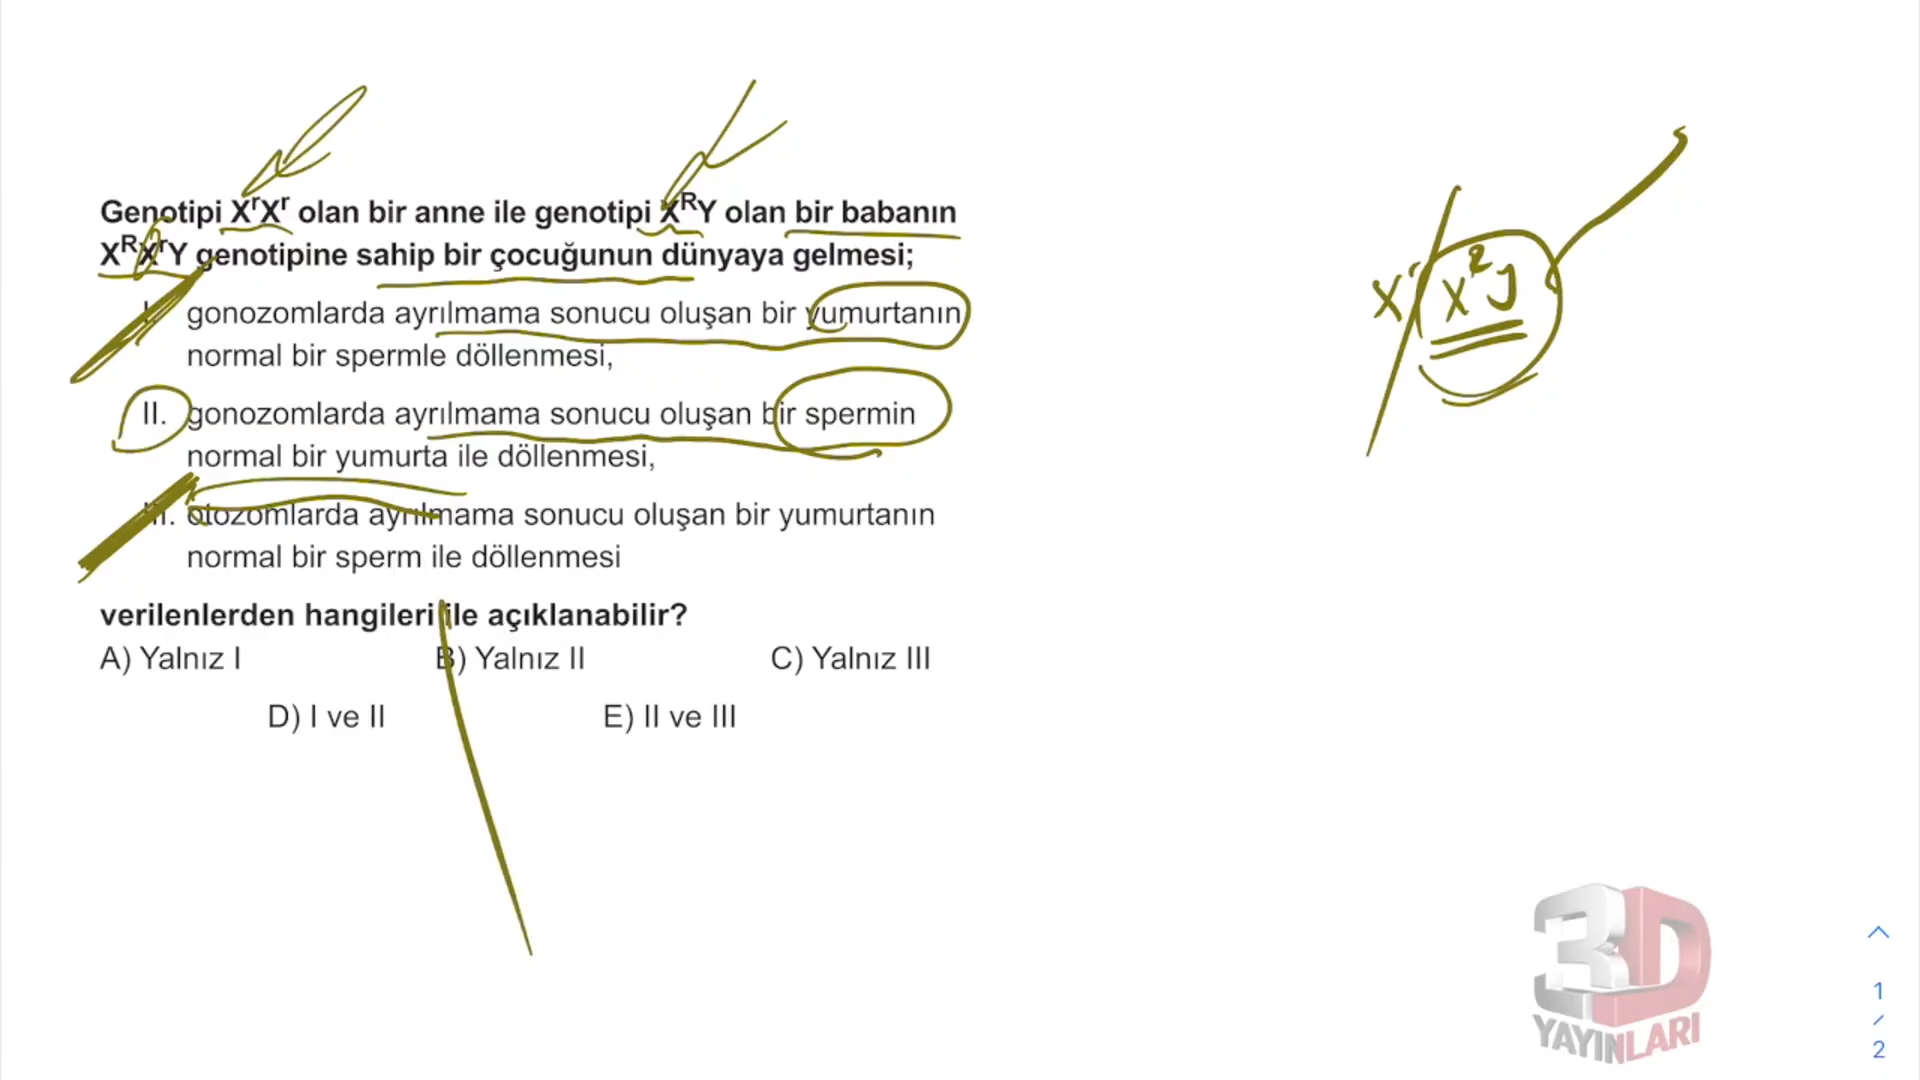 Genotipi XʳXʳ olan bir anne ile genotipi XᴿY olan bir babanın
XᴿXʳY genotipine sahip bir çocuğunun dünyaya gelmesi;
I. gonozomlarda ayrılmama sonucu oluşan bir yumurtanın
normal bir spermle döllenmesi,
II. gonozomlarda ayrılmama sonucu oluşan bir spermin
normal bir yumurta ile döllenmesi,
III. otozomlarda ayrılmama sonucu oluşan bir yumurtanın
normal bir sperm ile döllenmesi
verilenlerden hangileri ile açıklanabilir?
A) Yalnız I B) Yalnız II C) Yalnız III
D) I ve II E) II ve III
Xʳ XᴿY
3D
YAYINLARI
1
/
2